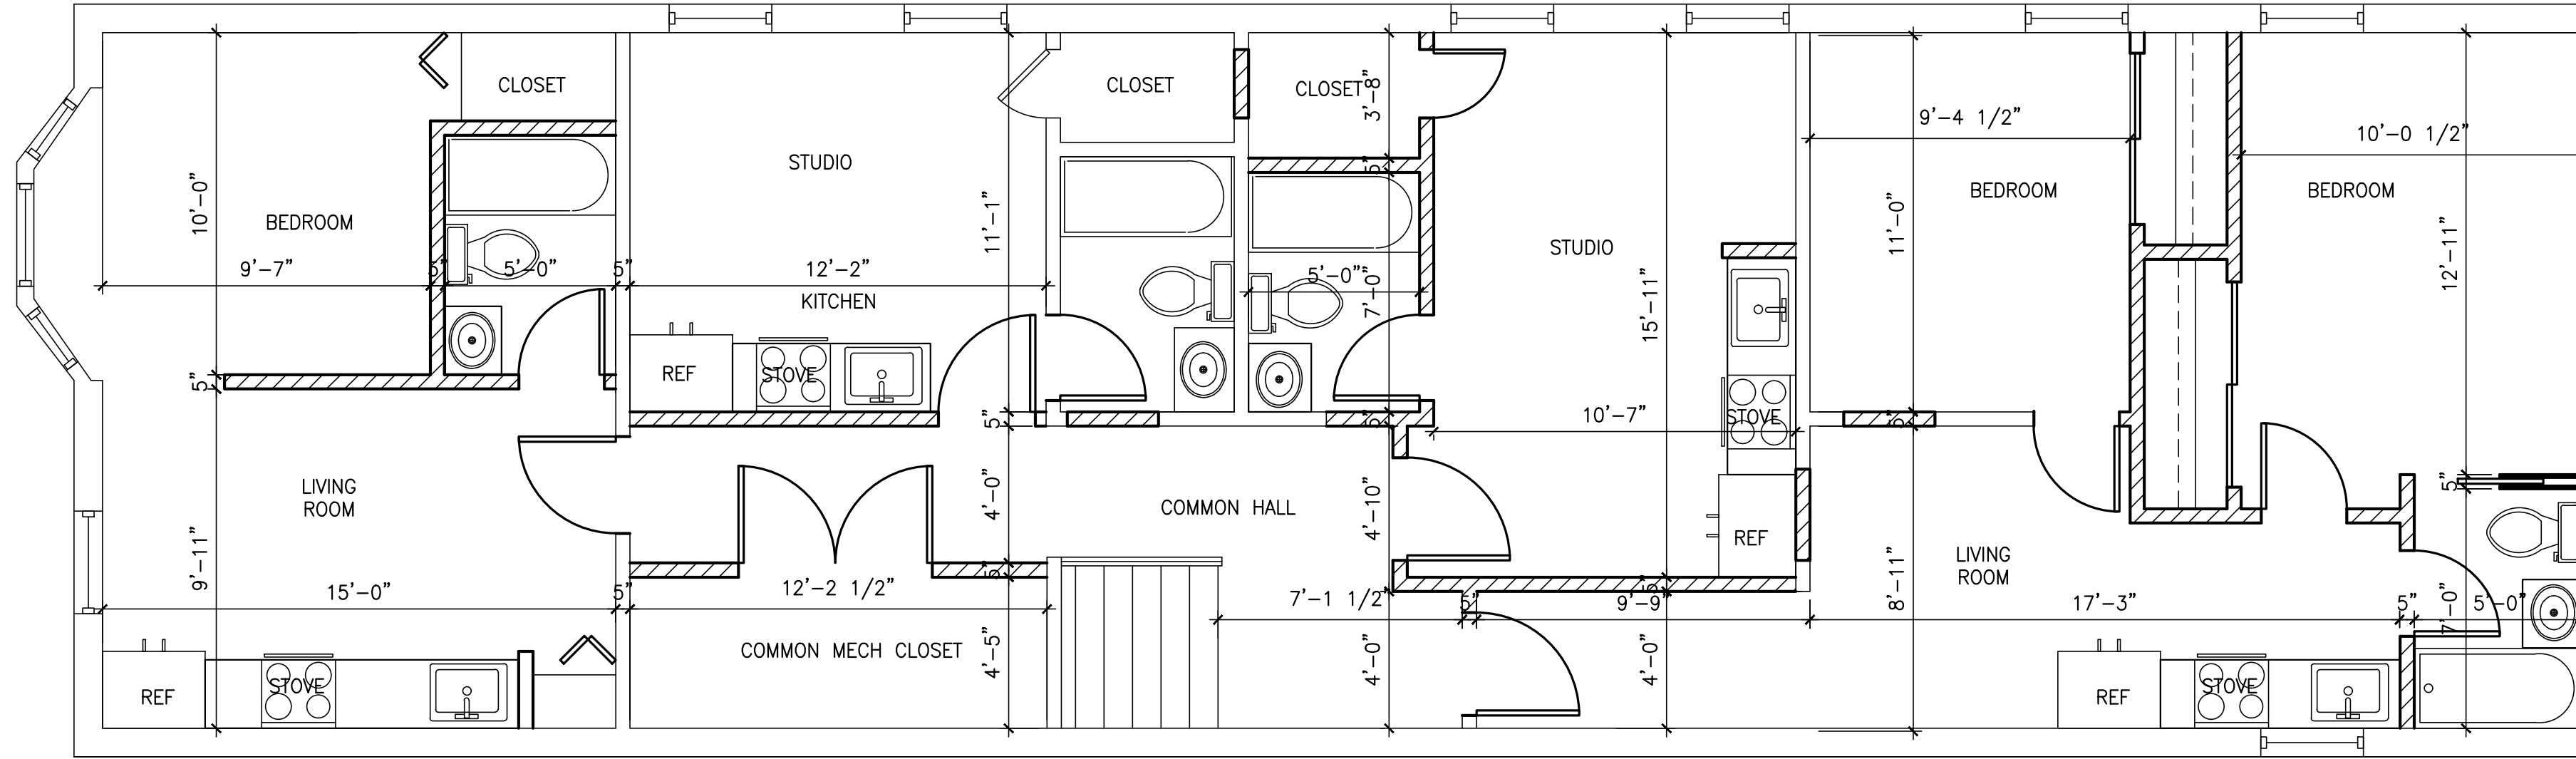 CLOSET
BEDROOM
10'-0"
9'-7"
5"
5'-0"
5"
5"
LIVING
ROOM
9'-11"
15'-0"
5"
REF
STOVE
STUDIO
11'-1"
12'-2"
KITCHEN
REF
STOVE
5"
4'-0"
5"
12'-2 1/2"
COMMON MECH CLOSET
4'-5"
CLOSET
CLOSET
3'-8"
5"
5'-0"
7'-0"
5"
COMMON HALL
4'-10"
7'-1 1/2"
5"
4'-0"
STUDIO
15'-11"
10'-7"
STOVE
REF
5"
9'-9"
4'-0"
9'-4 1/2"
BEDROOM
11'-0"
5"
LIVING
ROOM
8'-11"
17'-3"
REF
STOVE
10'-0 1/2"
BEDROOM
12'-11"
5"
5"
7'-0"
5'-0"